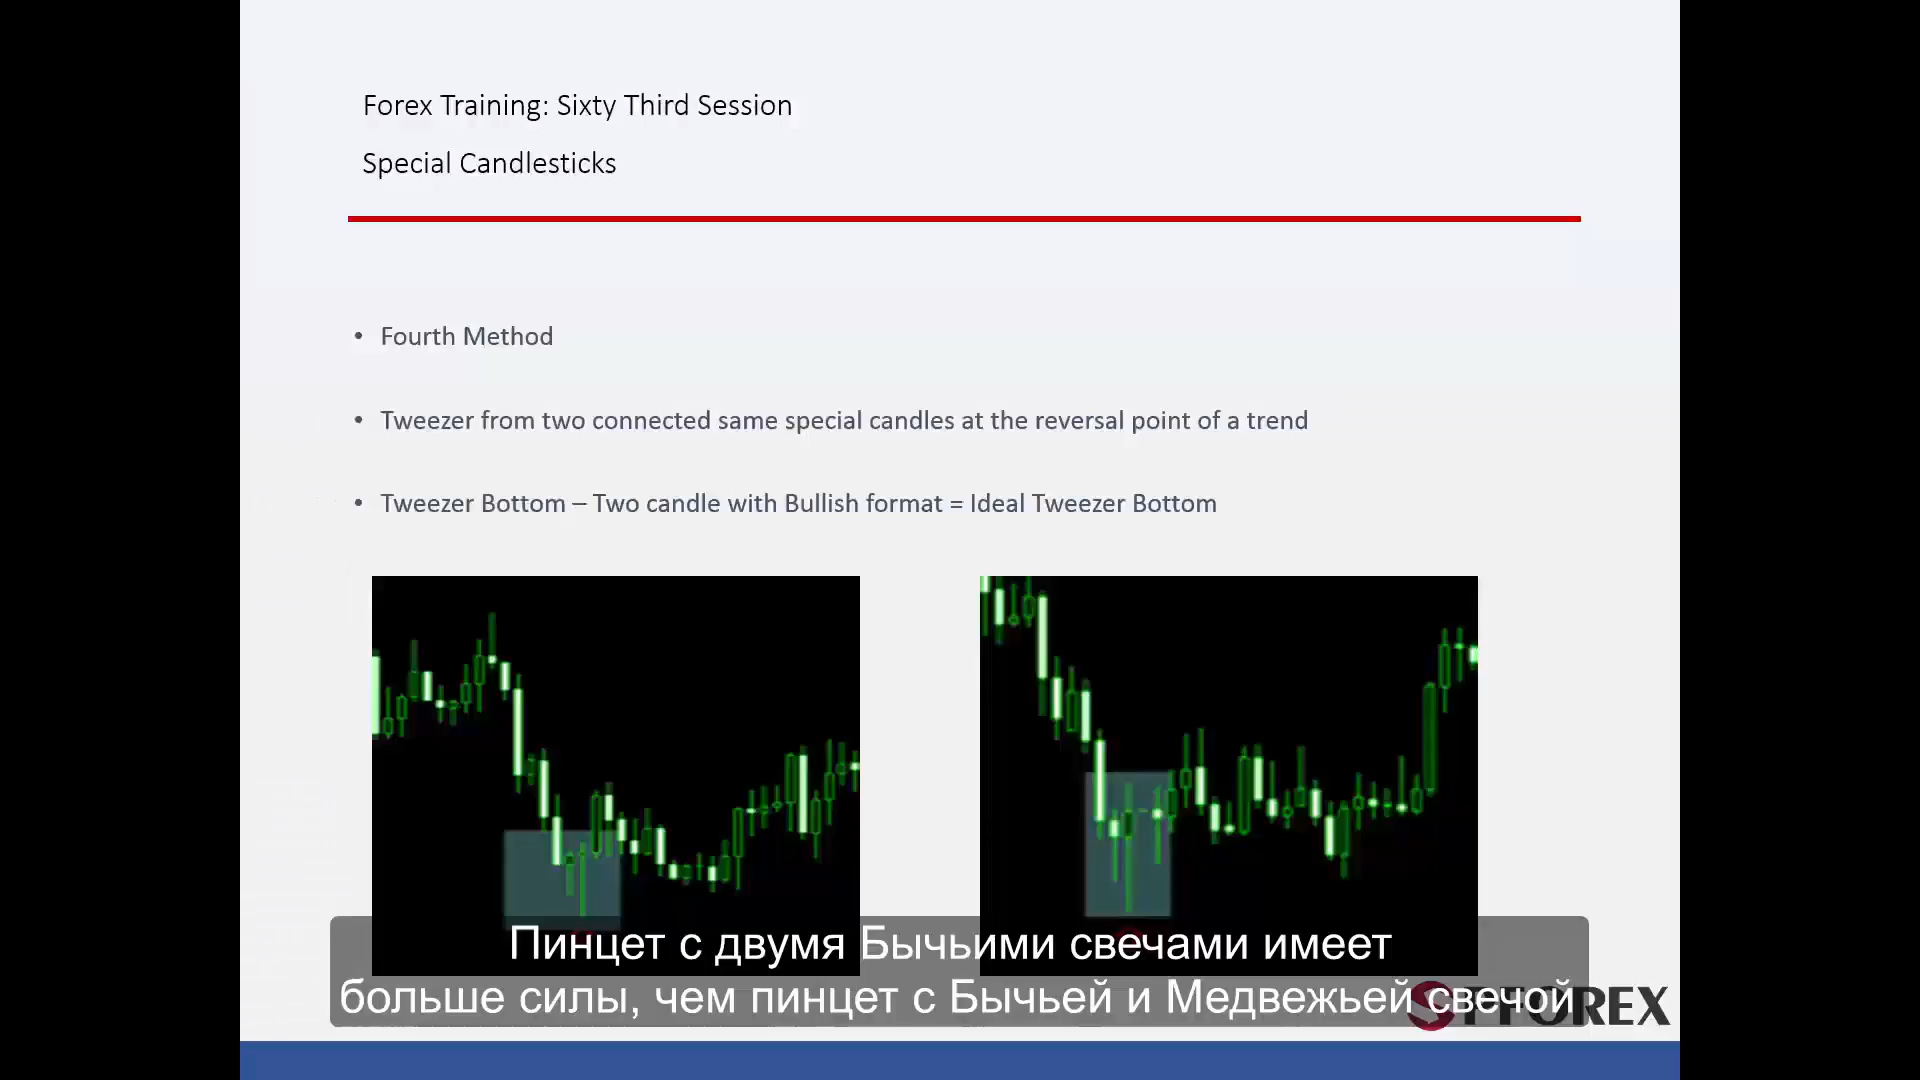 Forex Training: Sixty Third Session
Special Candlesticks
• Fourth Method
• Tweezer from two connected same special candles at the reversal point of a trend
• Tweezer Bottom – Two candle with Bullish format = Ideal Tweezer Bottom
Пинцет с двумя Бычьими свечами имеет
больше силы, чем пинцет с Бычьей и Медвежьей свечой
FOREX